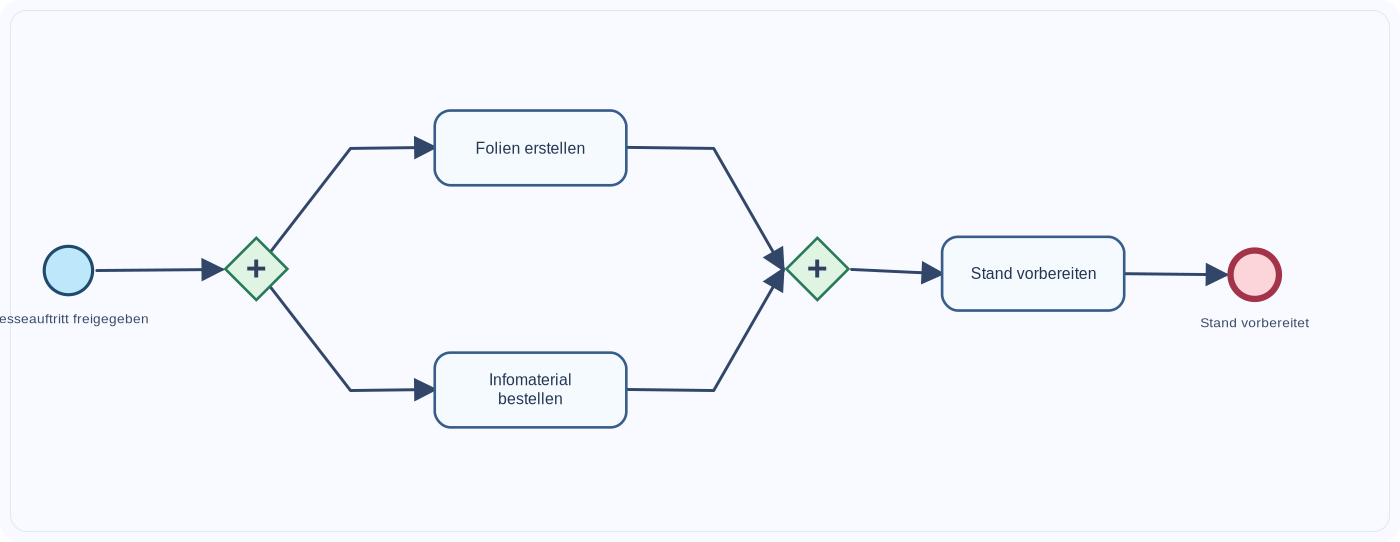 Folien erstellen
esseauftritt freigegeben
Infomaterial
bestellen
Stand vorbereiten
Stand vorbereitet